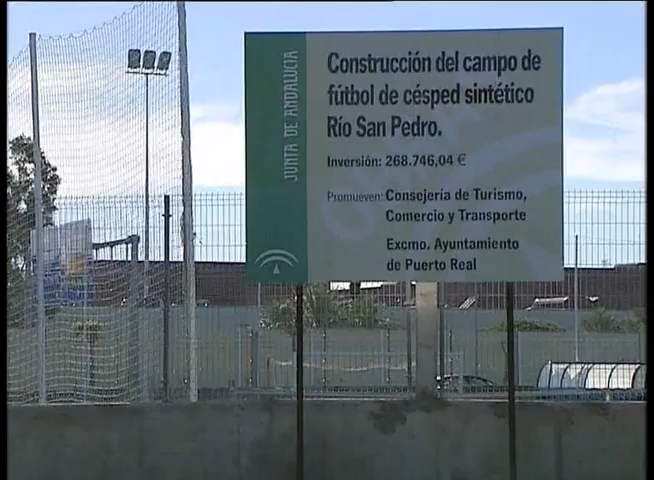 JUNTA DE ANDALUCIA
Construcción del campo de
fútbol de césped sintético
Río San Pedro.
Inversión: 268.746,04 €
Promueven: Consejería de Turismo,
Comercio y Transporte
Excmo. Ayuntamiento
de Puerto Real